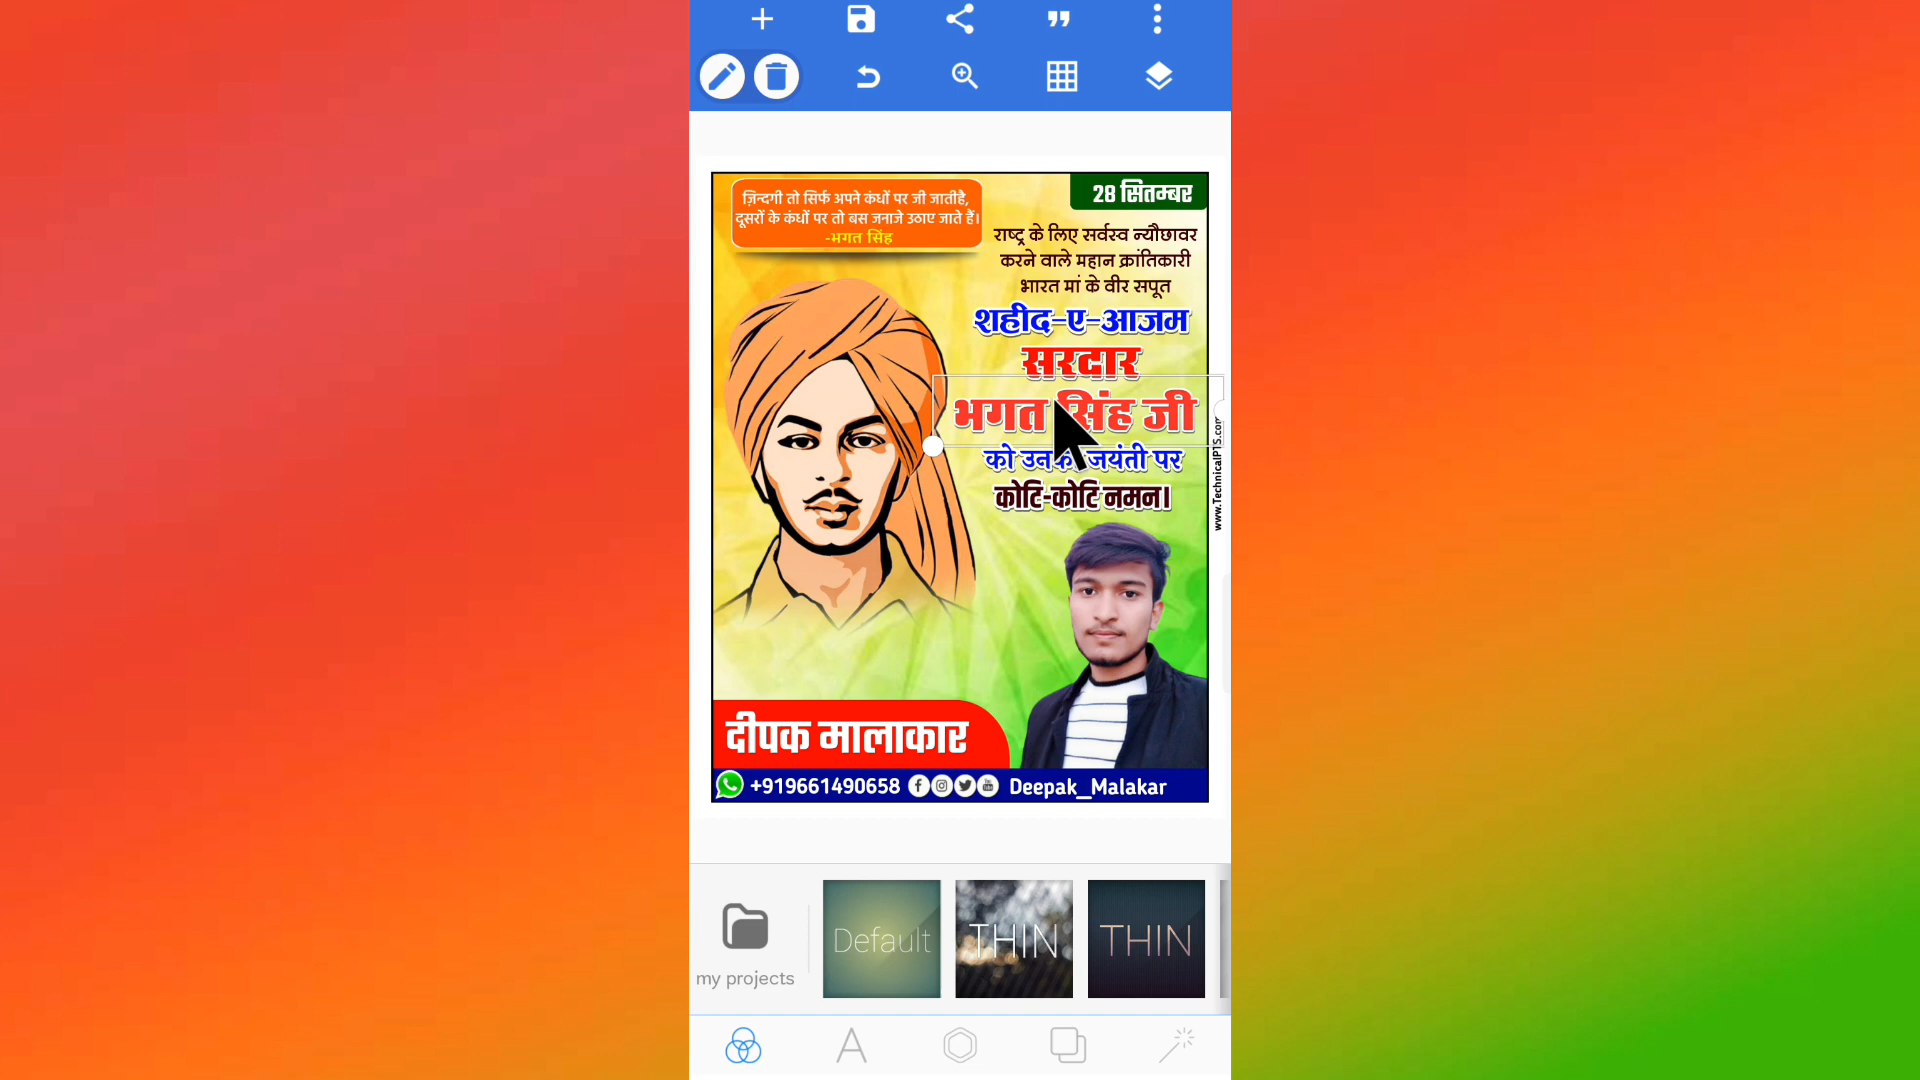 ज़िन्दगी तो सिर्फ अपने कंधों पर जी जातीहै,
दूसरों के कंधों पर तो बस जनाजे उठाए जाते हैं।
-भगत सिंह
28 सितम्बर
राष्ट्र के लिए सर्वस्व न्यौछावर
करने वाले महान क्रांतिकारी
भारत मां के वीर सपूत
शहीद-ए-आजम
सरदार
भगत सिंह जी
को उनकी जयंती पर
कोटि-कोटि नमन।
www.TechnicalPTS.com
दीपक मालाकार
+919661490658 Deepak_Malakar
my projects
Default
THIN
THIN